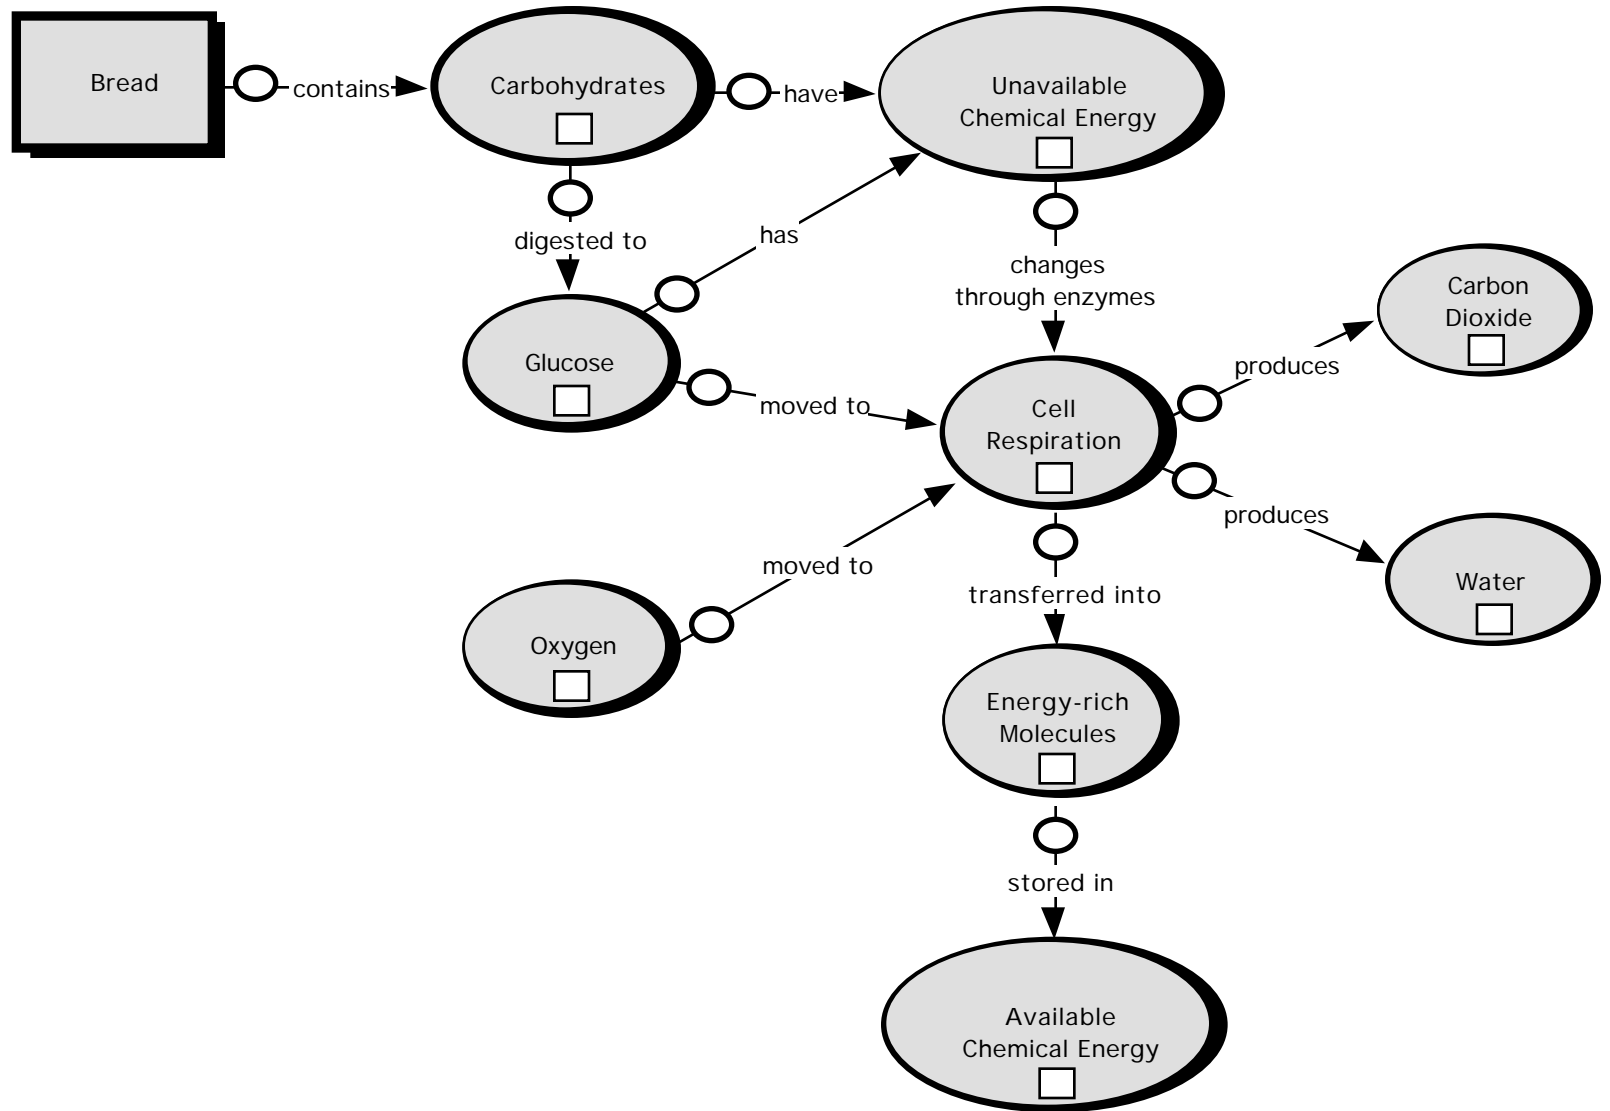 Bread
contains
Carbohydrates
have
Unavailable
Chemical Energy
digested to
has
changes
through enzymes
Carbon
Dioxide
Glucose
moved to
Cell
Respiration
produces
produces
moved to
Oxygen
Water
transferred into
Energy-rich
Molecules
stored in
Available
Chemical Energy